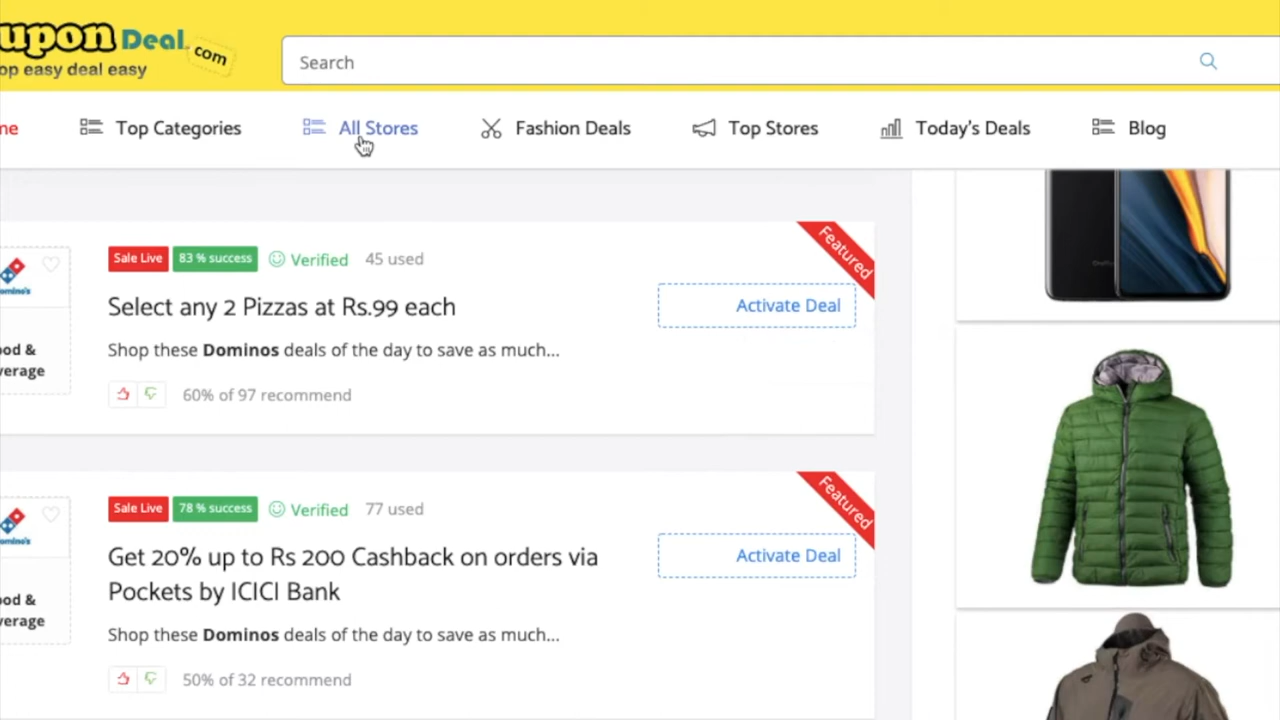 upon Deal .com
op easy deal easy
Search
ne
Top Categories
All Stores
Fashion Deals
Top Stores
Today's Deals
Blog
Sale Live
83 % success
Verified
45 used
Featured
Select any 2 Pizzas at Rs.99 each
Activate Deal
Shop these Dominos deals of the day to save as much...
60% of 97 recommend
omino's
ood &
verage
Sale Live
78 % success
Verified
77 used
Featured
Get 20% up to Rs 200 Cashback on orders via
Pockets by ICICI Bank
Activate Deal
Shop these Dominos deals of the day to save as much...
50% of 32 recommend
omino's
ood &
verage